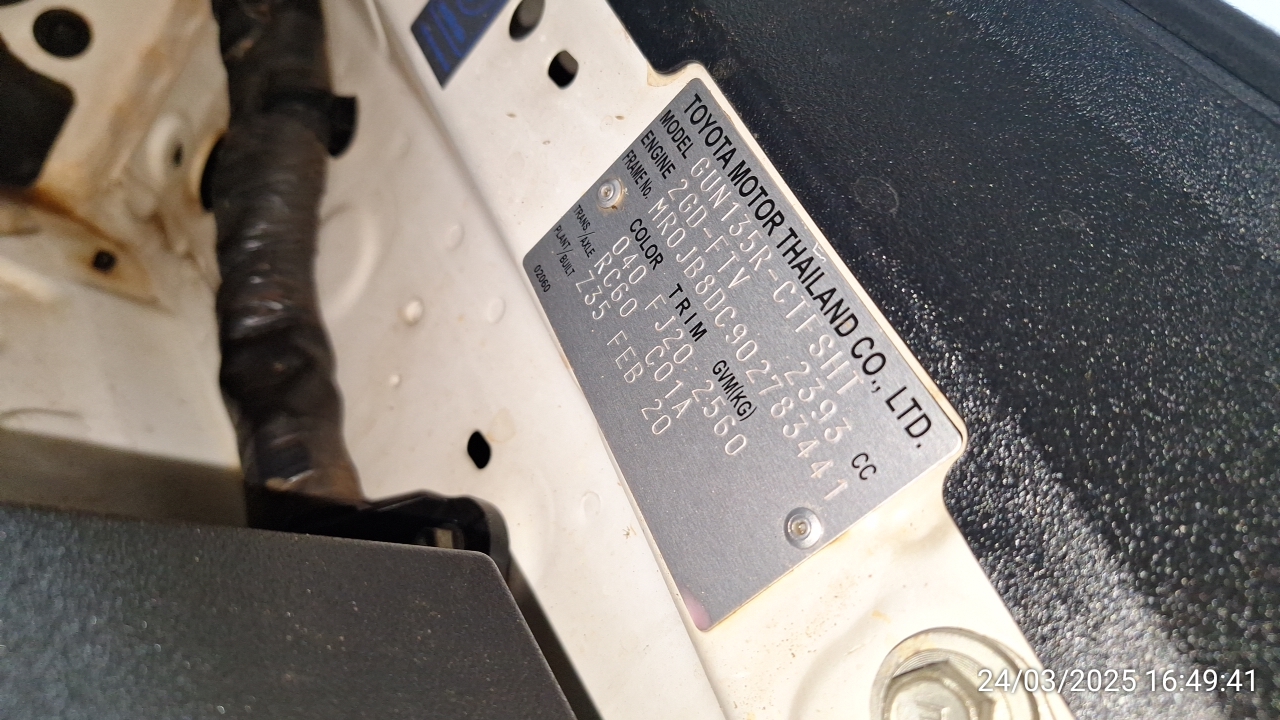 TOYOTA MOTOR THAILAND CO., LTD.
MODEL GUN135R-CTFSHT
ENGINE 2GD-FTV 2393 CC
FRAME No. MR0JB8DC902783441
COLOR TRIM GVM(KG)
040 FJ20 2560
TRANS/AXLE RC60 C01A
PLANT/BUILT Z35 FEB 20
02060
24/03/2025 16:49:41